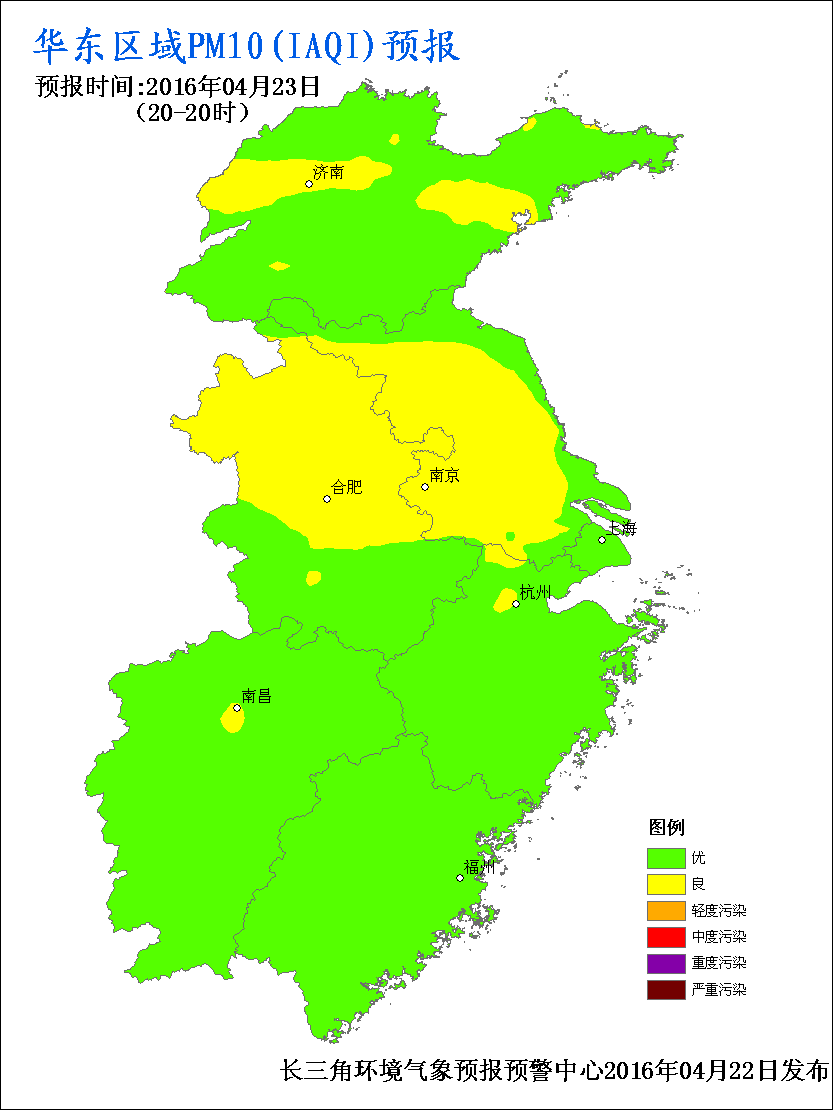 华东区域PM10(IAQI)预报
预报时间:2016年04月23日
(20-20时)
济南
合肥
南京
上海
杭州
南昌
福州
图例
优
良
轻度污染
中度污染
重度污染
严重污染
长三角环境气象预报预警中心2016年04月22日发布